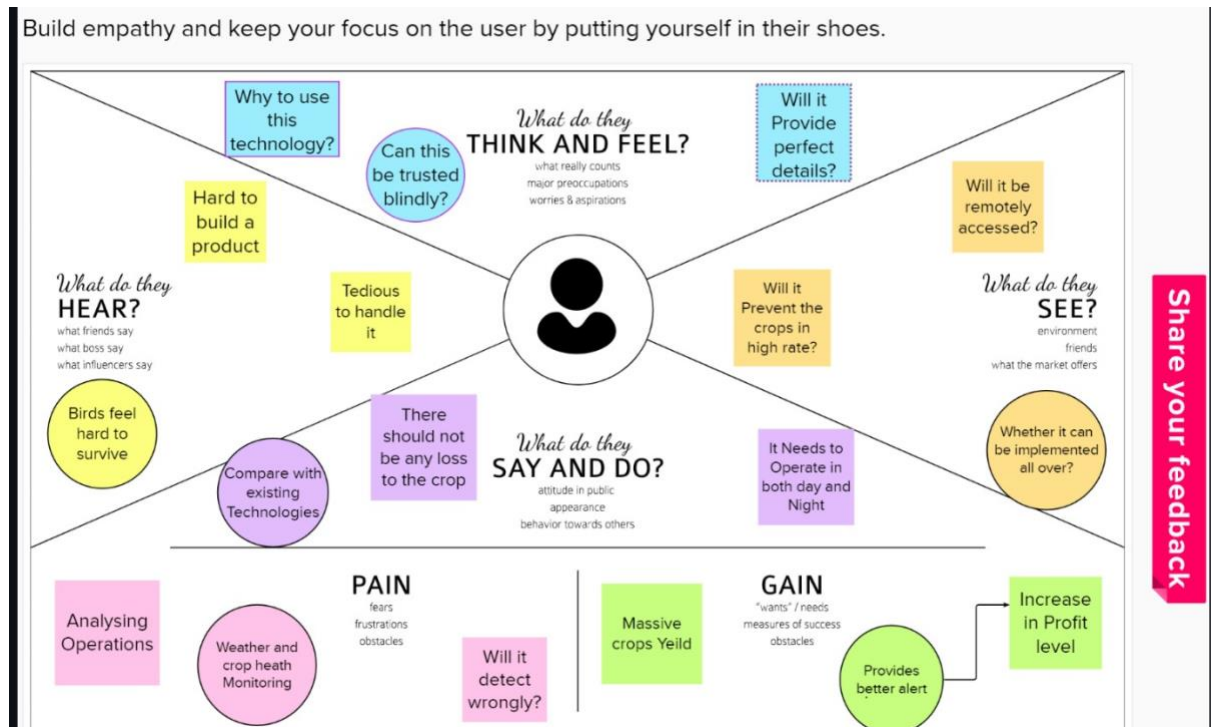 Build empathy and keep your focus on the user by putting yourself in their shoes.
Why to use
this
technology?
Can this
be trusted
blindly?
What do they
THINK AND FEEL?
what really counts
major preoccupations
worries & aspirations
Will it
Provide
perfect
details?
Hard to
build a
product
Will it be
remotely
accessed?
What do they
HEAR?
what friends say
what boss say
what influencers say
Tedious
to handle
it
Will it
Prevent the
crops in
high rate?
What do they
SEE?
environment
friends
what the market offers
Birds feel
hard to
survive
Compare with
existing
Technologies
There
should not
be any loss
to the crop
What do they
SAY AND DO?
attitude in public
appearance
behavior towards others
It Needs to
Operate in
both day and
Night
Whether it can
be implemented
all over?
Analysing
Operations
Weather and
crop heath
Monitoring
PAIN
fears
frustrations
obstacles
Will it
detect
wrongly?
Massive
crops Yeild
GAIN
"wants" / needs
measures of success
obstacles
Provides
better alert
Increase
in Profit
level
Share your feedback